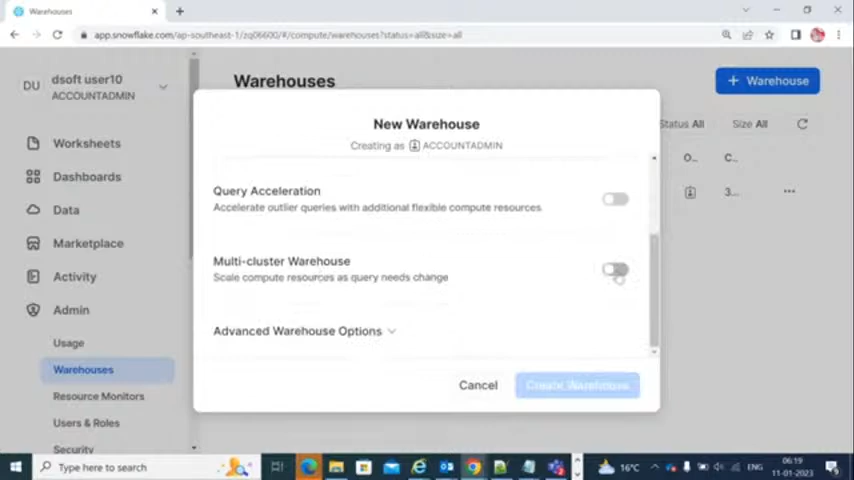 Warehouses
app.snowflake.com/ap-southeast-1/zq06600/#/compute/warehouses?status=all&size=all
DU
dsoft user10
ACCOUNTADMIN
Warehouses
+ Warehouse
Status All
Size All
Worksheets
Dashboards
Data
Marketplace
Activity
Admin
Usage
Warehouses
Resource Monitors
Users & Roles
Security
O...
C...
3...
New Warehouse
Creating as ACCOUNTADMIN
Query Acceleration
Accelerate outlier queries with additional flexible compute resources
Multi-cluster Warehouse
Scale compute resources as query needs change
Advanced Warehouse Options
Cancel
Create Warehouse
Type here to search
16°C
ENG
06:19
11-01-2023